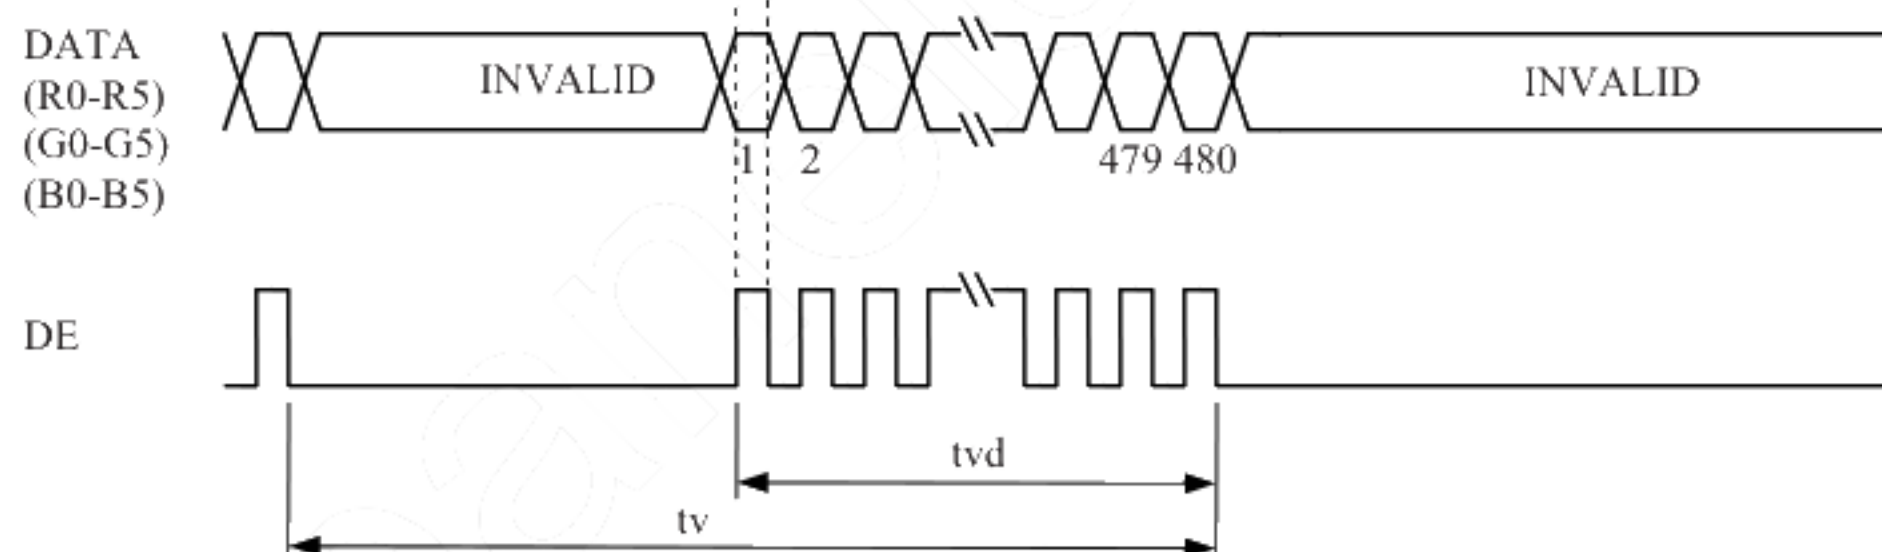 DATA
(R0-R5)
(G0-G5)
(B0-B5)
INVALID
INVALID
1 2 479 480
DE
tvd
tv